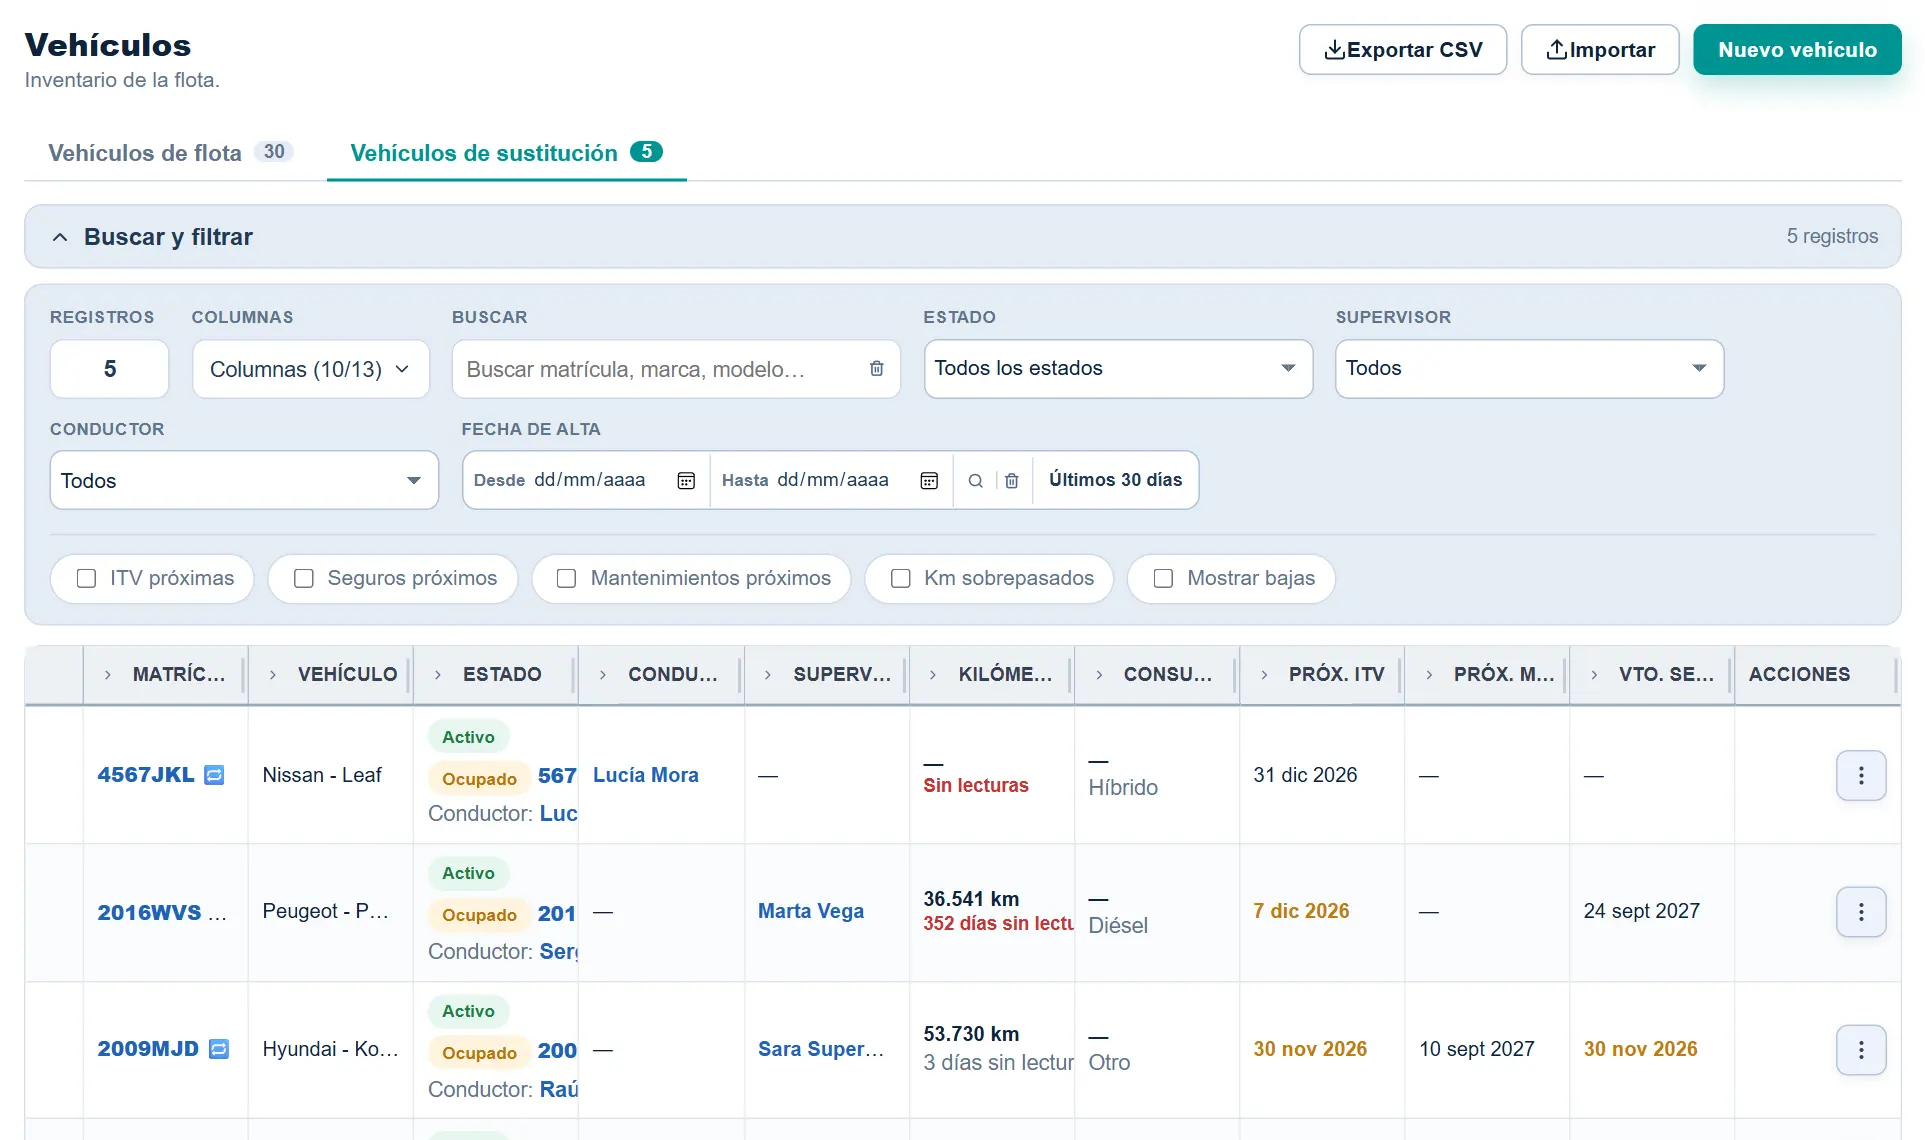 Vehículos
Inventario de la flota.
Exportar CSV
Importar
Nuevo vehículo
Vehículos de flota 30
Vehículos de sustitución 5
Buscar y filtrar
5 registros
REGISTROS
5
COLUMNAS
Columnas (10/13)
BUSCAR
Buscar matrícula, marca, modelo…
ESTADO
Todos los estados
SUPERVISOR
Todos
CONDUCTOR
Todos
FECHA DE ALTA
Desde dd/mm/aaaa
Hasta dd/mm/aaaa
Últimos 30 días
ITV próximas
Seguros próximos
Mantenimientos próximos
Km sobrepasados
Mostrar bajas
MATRÍC…
VEHÍCULO
ESTADO
CONDU…
SUPERV…
KILÓME…
CONSU…
PRÓX. ITV
PRÓX. M…
VTO. SE…
ACCIONES
4567JKL
Nissan - Leaf
Activo
Ocupado 567
Conductor: Luc
Lucía Mora
—
—
Sin lecturas
—
Híbrido
31 dic 2026
—
—
2016WVS …
Peugeot - P…
Activo
Ocupado 201
Conductor: Serg
—
Marta Vega
36.541 km
352 días sin lectu
—
Diésel
7 dic 2026
—
24 sept 2027
2009MJD
Hyundai - Ko…
Activo
Ocupado 200
Conductor: Raú
—
Sara Super…
53.730 km
3 días sin lectur
—
Otro
30 nov 2026
10 sept 2027
30 nov 2026